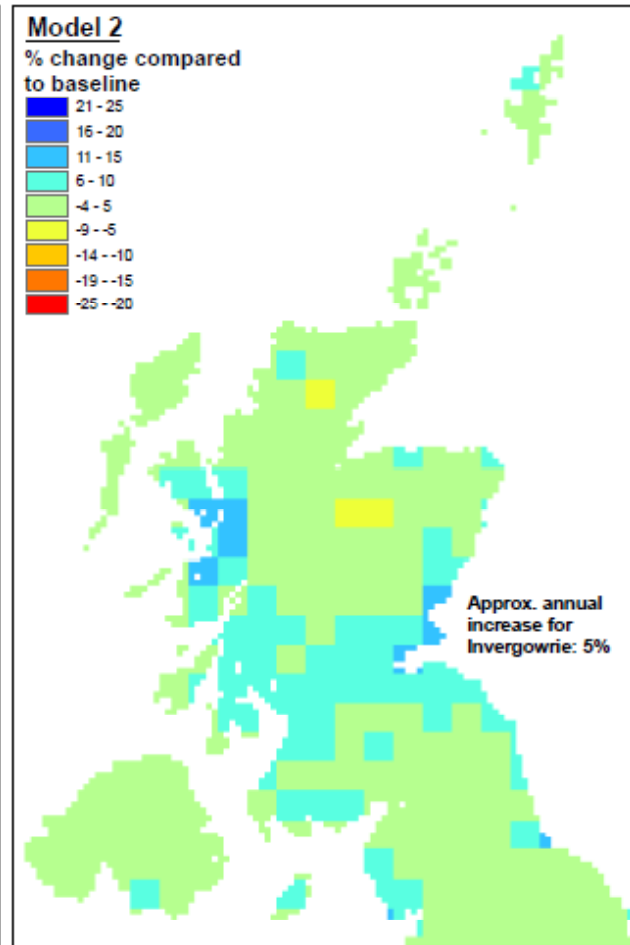 Model 2
% change compared
to baseline
21 - 25
16 - 20
11 - 15
6 - 10
-4 - 5
-9 - -5
-14 - -10
-19 - -15
-25 - -20
Approx. annual
increase for
Invergowrie: 5%